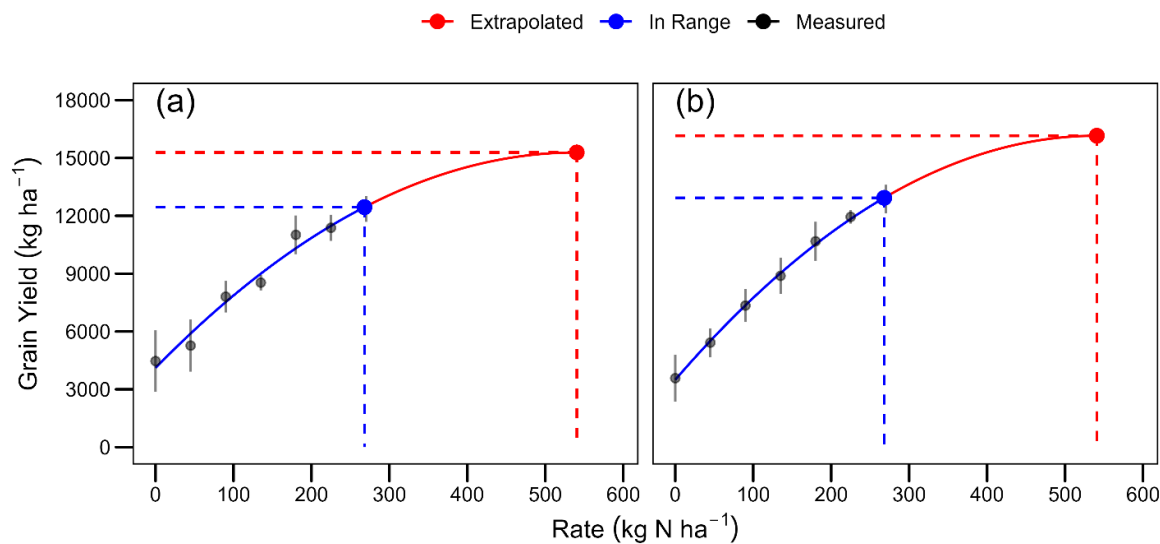 Extrapolated In Range Measured
(a) (b)
18000
15000
12000
9000
6000
3000
0
Grain Yield (kg ha⁻¹)
0 100 200 300 400 500 600 0 100 200 300 400 500 600
Rate (kg N ha⁻¹)